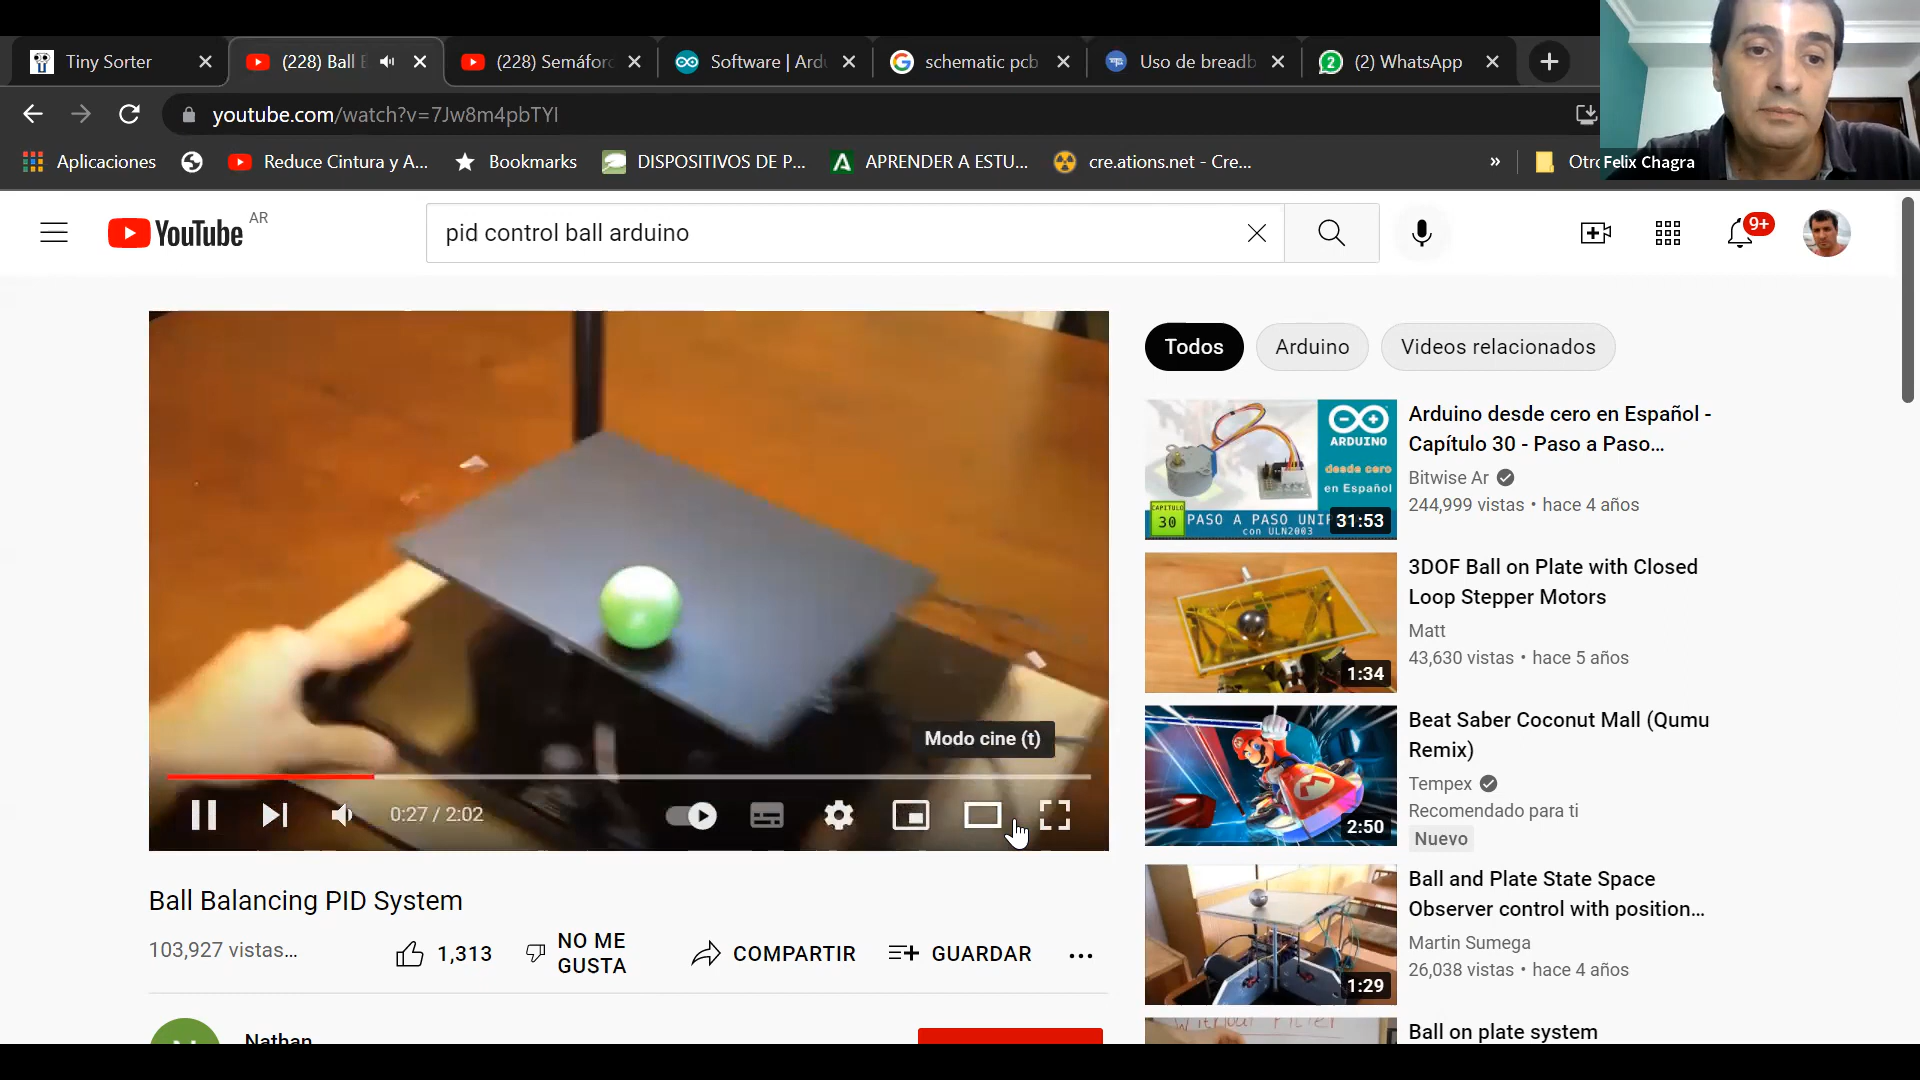 Tiny Sorter
(228) Ball
(228) Semáforo
Software | Ardu
schematic pcb
Uso de breadb
(2) WhatsApp
youtube.com/watch?v=7Jw8m4pbTYI
Aplicaciones
Reduce Cintura y A...
Bookmarks
DISPOSITIVOS DE P...
APRENDER A ESTU...
cre.ations.net - Cre...
»
Otro
Felix Chagra
YouTube AR
pid control ball arduino
9+
Todos
Arduino
Videos relacionados
ARDUINO
desde cero
en Español
CAPITULO
30
PASO A PASO UNIP
con ULN2003
31:53
Arduino desde cero en Español -
Capítulo 30 - Paso a Paso...
Bitwise Ar
244,999 vistas • hace 4 años
1:34
3DOF Ball on Plate with Closed
Loop Stepper Motors
Matt
43,630 vistas • hace 5 años
2:50
Beat Saber Coconut Mall (Qumu
Remix)
Tempex
Recomendado para ti
Nuevo
1:29
Ball and Plate State Space
Observer control with position...
Martin Sumega
26,038 vistas • hace 4 años
Without Filter
Ball on plate system
Modo cine (t)
0:27 / 2:02
Ball Balancing PID System
103,927 vistas...
1,313
NO ME
GUSTA
COMPARTIR
GUARDAR
Nathan